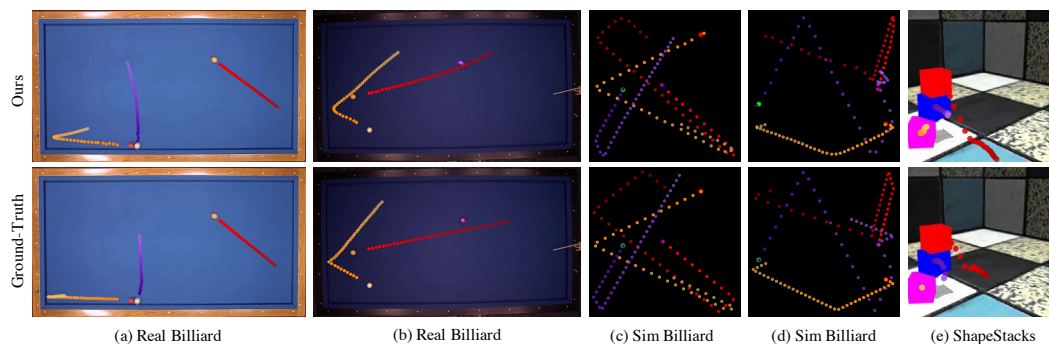 Ours
Ground-Truth
(a) Real Billiard
(b) Real Billiard
(c) Sim Billiard
(d) Sim Billiard
(e) ShapeStacks